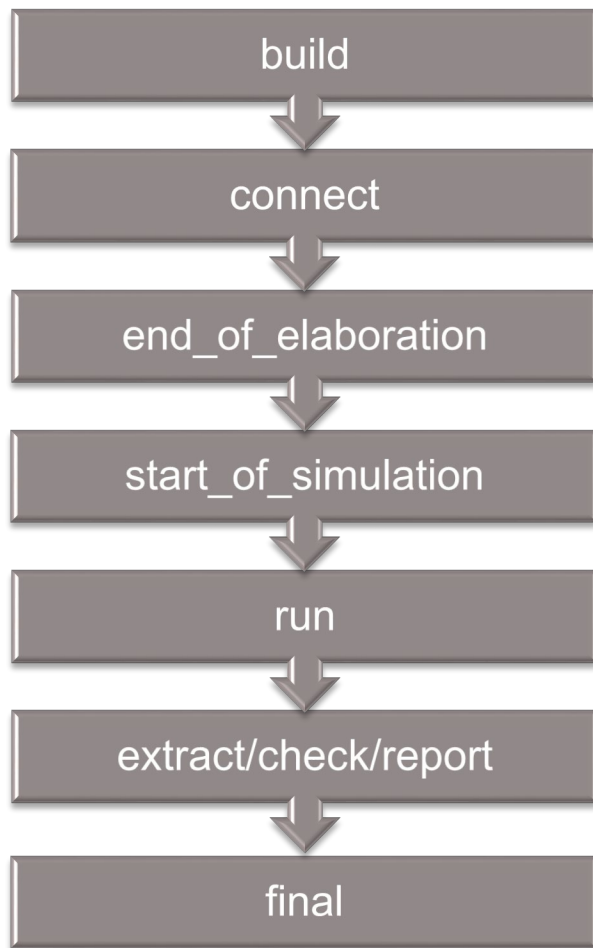 build
connect
end_of_elaboration
start_of_simulation
run
extract/check/report
final